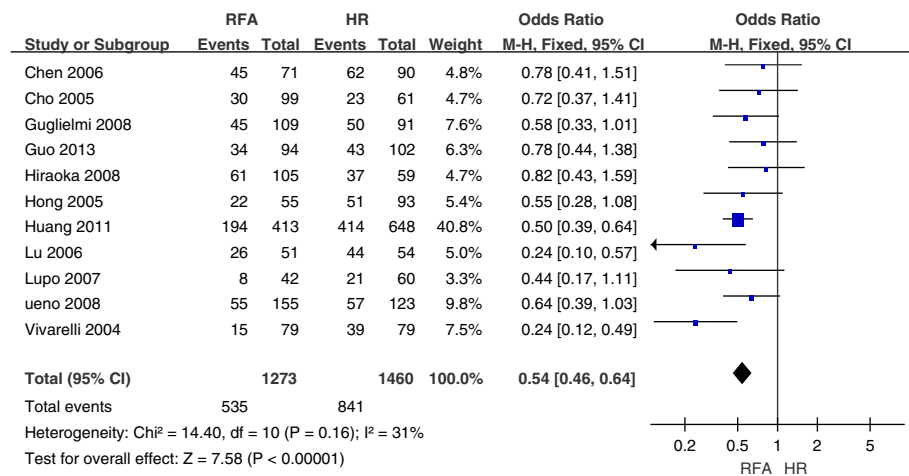 RFA HR Odds Ratio Odds Ratio
Study or Subgroup Events Total Events Total Weight M-H, Fixed, 95% CI M-H, Fixed, 95% CI
Chen 2006 45 71 62 90 4.8% 0.78 [0.41, 1.51]
Cho 2005 30 99 23 61 4.7% 0.72 [0.37, 1.41]
Guglielmi 2008 45 109 50 91 7.6% 0.58 [0.33, 1.01]
Guo 2013 34 94 43 102 6.3% 0.78 [0.44, 1.38]
Hiraoka 2008 61 105 37 59 4.9% 0.82 [0.43, 1.59]
Hong 2005 22 55 51 93 5.4% 0.55 [0.28, 1.08]
Huang 2011 194 413 414 648 40.8% 0.50 [0.39, 0.64]
Lu 2006 26 51 44 54 5.0% 0.24 [0.10, 0.57]
Lupo 2007 8 42 21 60 3.3% 0.44 [0.17, 1.11]
ueno 2008 55 155 57 123 9.8% 0.64 [0.39, 1.03]
Vivarelli 2004 15 79 39 79 7.5% 0.24 [0.12, 0.49]
Total (95% CI) 1273 1460 100.0% 0.54 [0.46, 0.64]
Total events 535 841
Heterogeneity: Chi² = 14.40, df = 10 (P = 0.16); I² = 31%
Test for overall effect: Z = 7.58 (P < 0.00001)
0.2 0.5 1 2 5
RFA HR